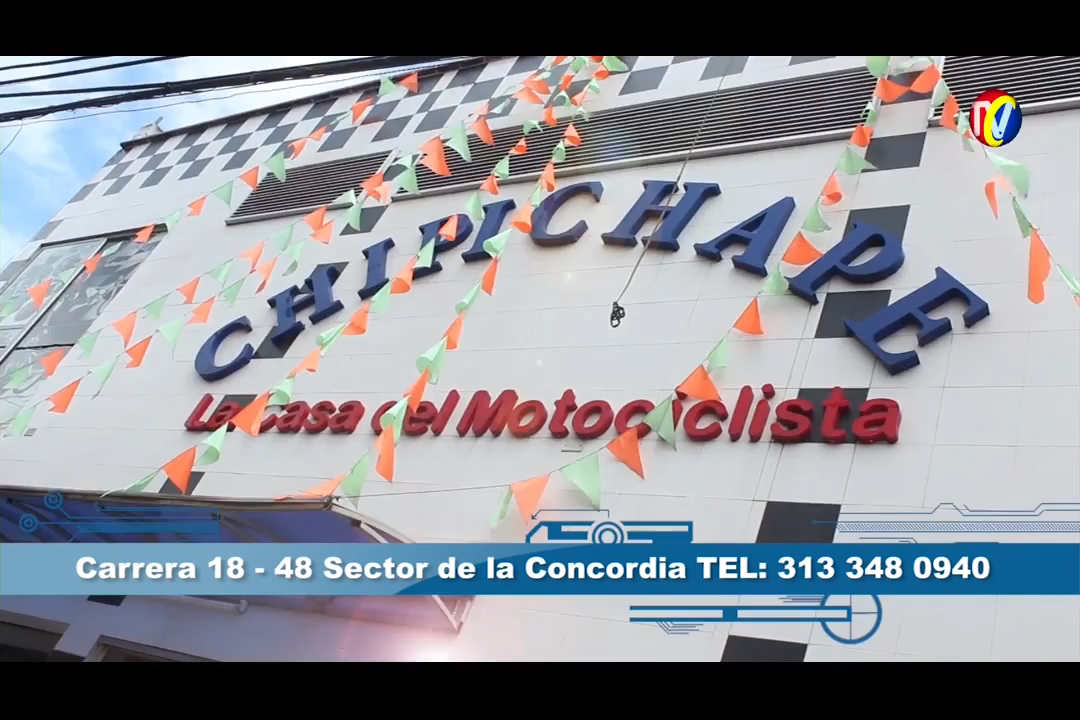 CHIPICHAPE
La Casa del Motociclista
Carrera 18 - 48 Sector de la Concordia TEL: 313 348 0940